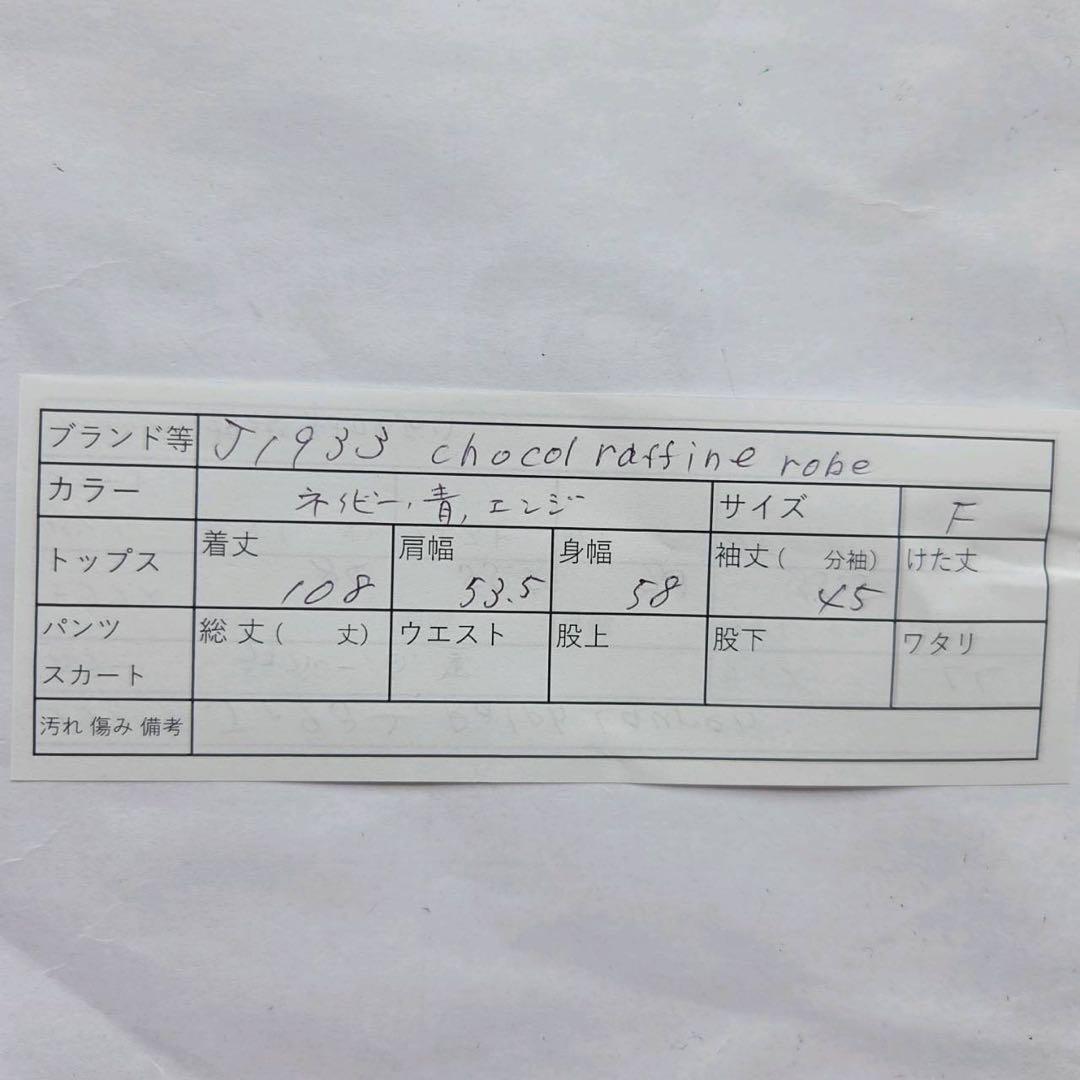 ブランド等 J1933 chocol raffine robe
カラー ネイビー、青、エンジ サイズ F
トップス 着丈 108 肩幅 53.5 身幅 58 袖丈( 分袖) 45 けた丈
パンツ スカート 総丈( 丈) ウエスト 股上 股下 ワタリ
汚れ 傷み 備考